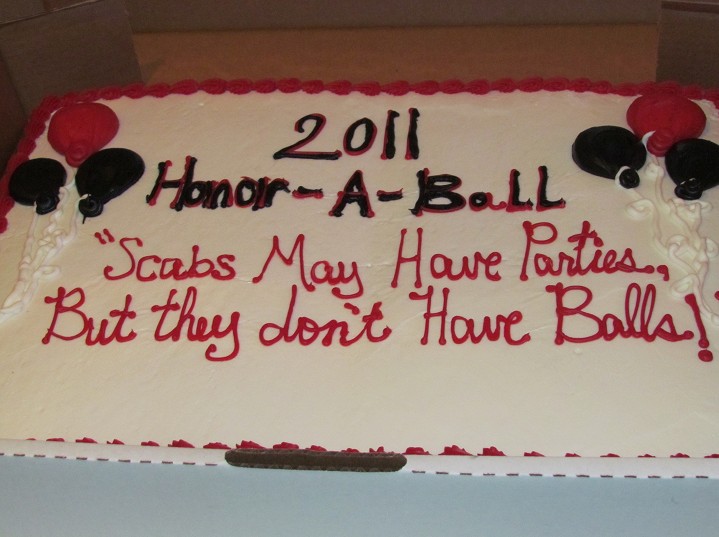 2011
Honor-A-Ball
"Scabs May Have Parties,
But they don't Have Balls!"